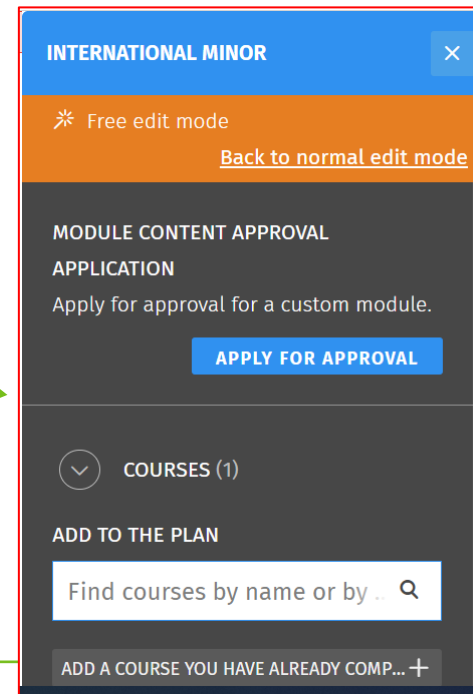 INTERNATIONAL MINOR
Free edit mode
Back to normal edit mode
MODULE CONTENT APPROVAL
APPLICATION
Apply for approval for a custom module.
APPLY FOR APPROVAL
COURSES (1)
ADD TO THE PLAN
Find courses by name or by ..
ADD A COURSE YOU HAVE ALREADY COMP...